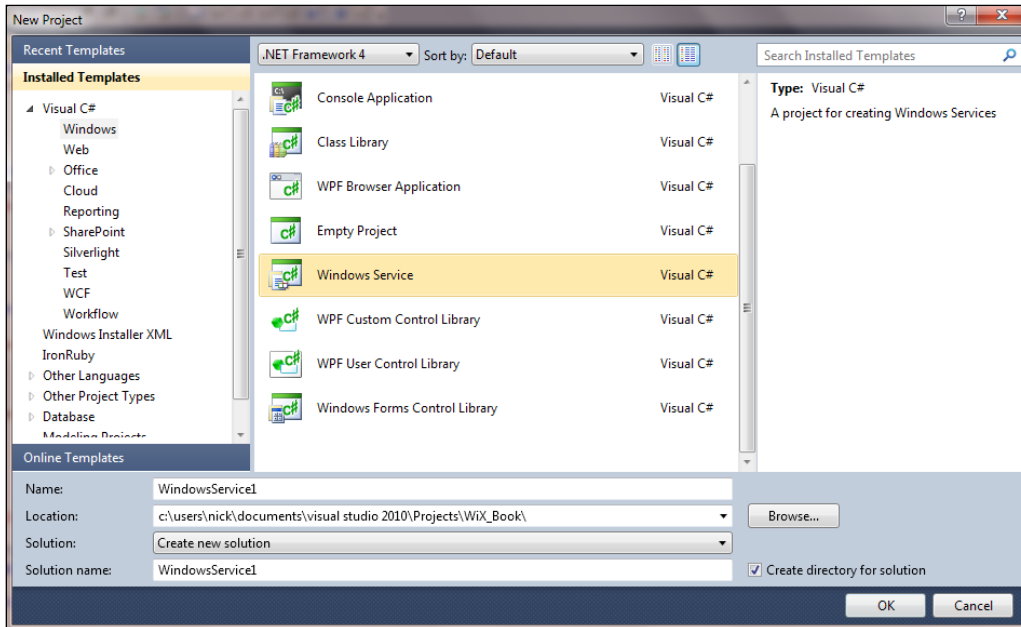 New Project
Recent Templates
.NET Framework 4 Sort by: Default
Search Installed Templates
Installed Templates
Visual C#
Windows
Web
Office
Cloud
Reporting
SharePoint
Silverlight
Test
WCF
Workflow
Windows Installer XML
IronRuby
Other Languages
Other Project Types
Database
Modeling Projects
Online Templates
Console Application Visual C#
Class Library Visual C#
WPF Browser Application Visual C#
Empty Project Visual C#
Windows Service Visual C#
WPF Custom Control Library Visual C#
WPF User Control Library Visual C#
Windows Forms Control Library Visual C#
Type: Visual C#
A project for creating Windows Services
Name: WindowsService1
Location: c:\users\nick\documents\visual studio 2010\Projects\WiX_Book\ Browse...
Solution: Create new solution
Solution name: WindowsService1 Create directory for solution
OK Cancel